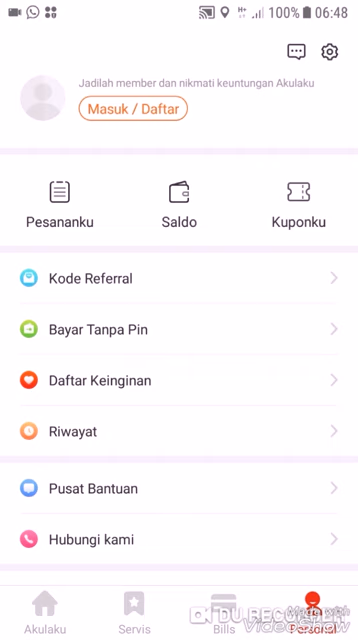 H+ 100% 06:48
Jadilah member dan nikmati keuntungan Akulaku
Masuk / Daftar
Pesananku Saldo Kuponku
Kode Referral
Bayar Tanpa Pin
Daftar Keinginan
Riwayat
Pusat Bantuan
Hubungi kami
DU RECORDER
Akulaku Servis Bills Personal
VideoShow